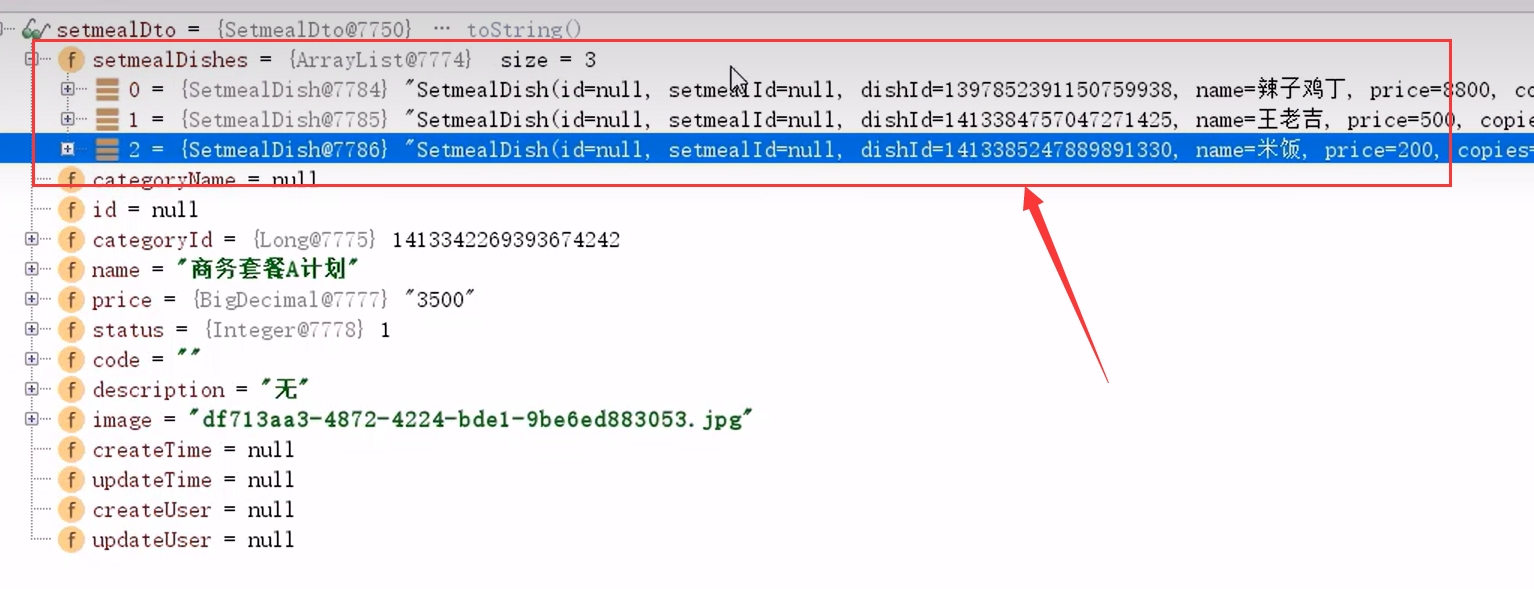 setmealDto = {SetmealDto@7750} ... toString()
f setmealDishes = {ArrayList@7774} size = 3
0 = {SetmealDish@7784} "SetmealDish(id=null, setmealId=null, dishId=1397852391150759938, name=辣子鸡丁, price=8800, co
1 = {SetmealDish@7785} "SetmealDish(id=null, setmealId=null, dishId=1413384757047271425, name=王老吉, price=500, copie
2 = {SetmealDish@7786} "SetmealDish(id=null, setmealId=null, dishId=1413385247889891330, name=米饭, price=200, copies=
f categoryName = null
f id = null
f categoryId = {Long@7775} 1413342269393674242
f name = "商务套餐A计划"
f price = {BigDecimal@7777} "3500"
f status = {Integer@7778} 1
f code = ""
f description = "无"
f image = "df713aa3-4872-4224-bde1-9be6ed883053.jpg"
f createTime = null
f updateTime = null
f createUser = null
f updateUser = null